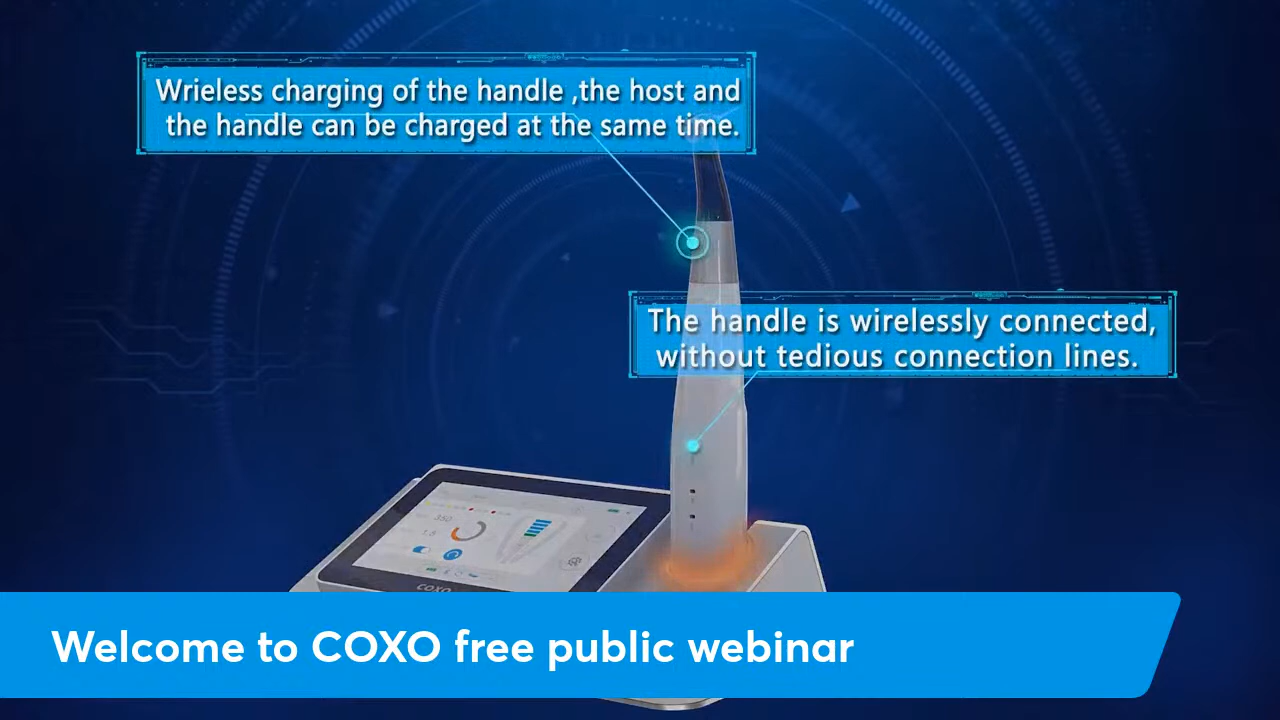 Wrieless charging of the handle ,the host and
the handle can be charged at the same time.
The handle is wirelessly connected,
without tedious connection lines.
350
COXO
Welcome to COXO free public webinar